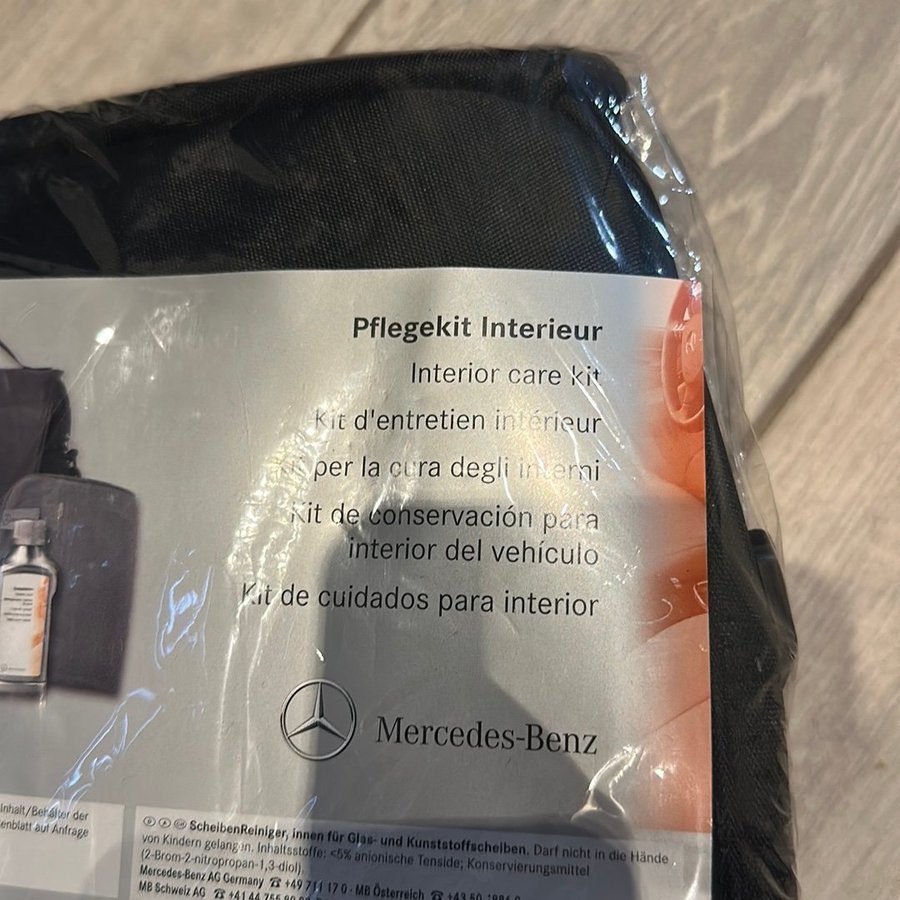 Pflegekit Interieur
Interior care kit
Kit d'entretien intérieur
per la cura degli interni
Kit de conservación para
interior del vehículo
Kit de cuidados para interior
Mercedes-Benz
Inhalt/Behälter der
enblatt auf Anfrage
ScheibenReiniger, innen für Glas- und Kunststoffscheiben. Darf nicht in die Hände
von Kindern gelangen. Inhaltsstoffe: <5% anionische Tenside; Konservierungsmittel
(2-Brom-2-nitropropan-1,3-diol).
Mercedes-Benz AG Germany ☎ +49 711 17 0 · MB Österreich ☎
MB Schweiz AG ☎ +41 44 755